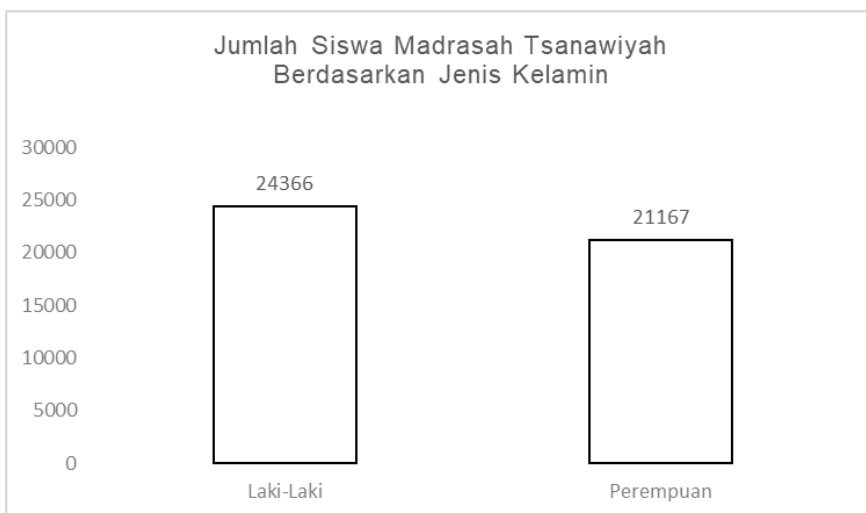 Jumlah Siswa Madrasah Tsanawiyah
Berdasarkan Jenis Kelamin
30000
25000
20000
15000
10000
5000
0
24366
21167
Laki-Laki
Perempuan